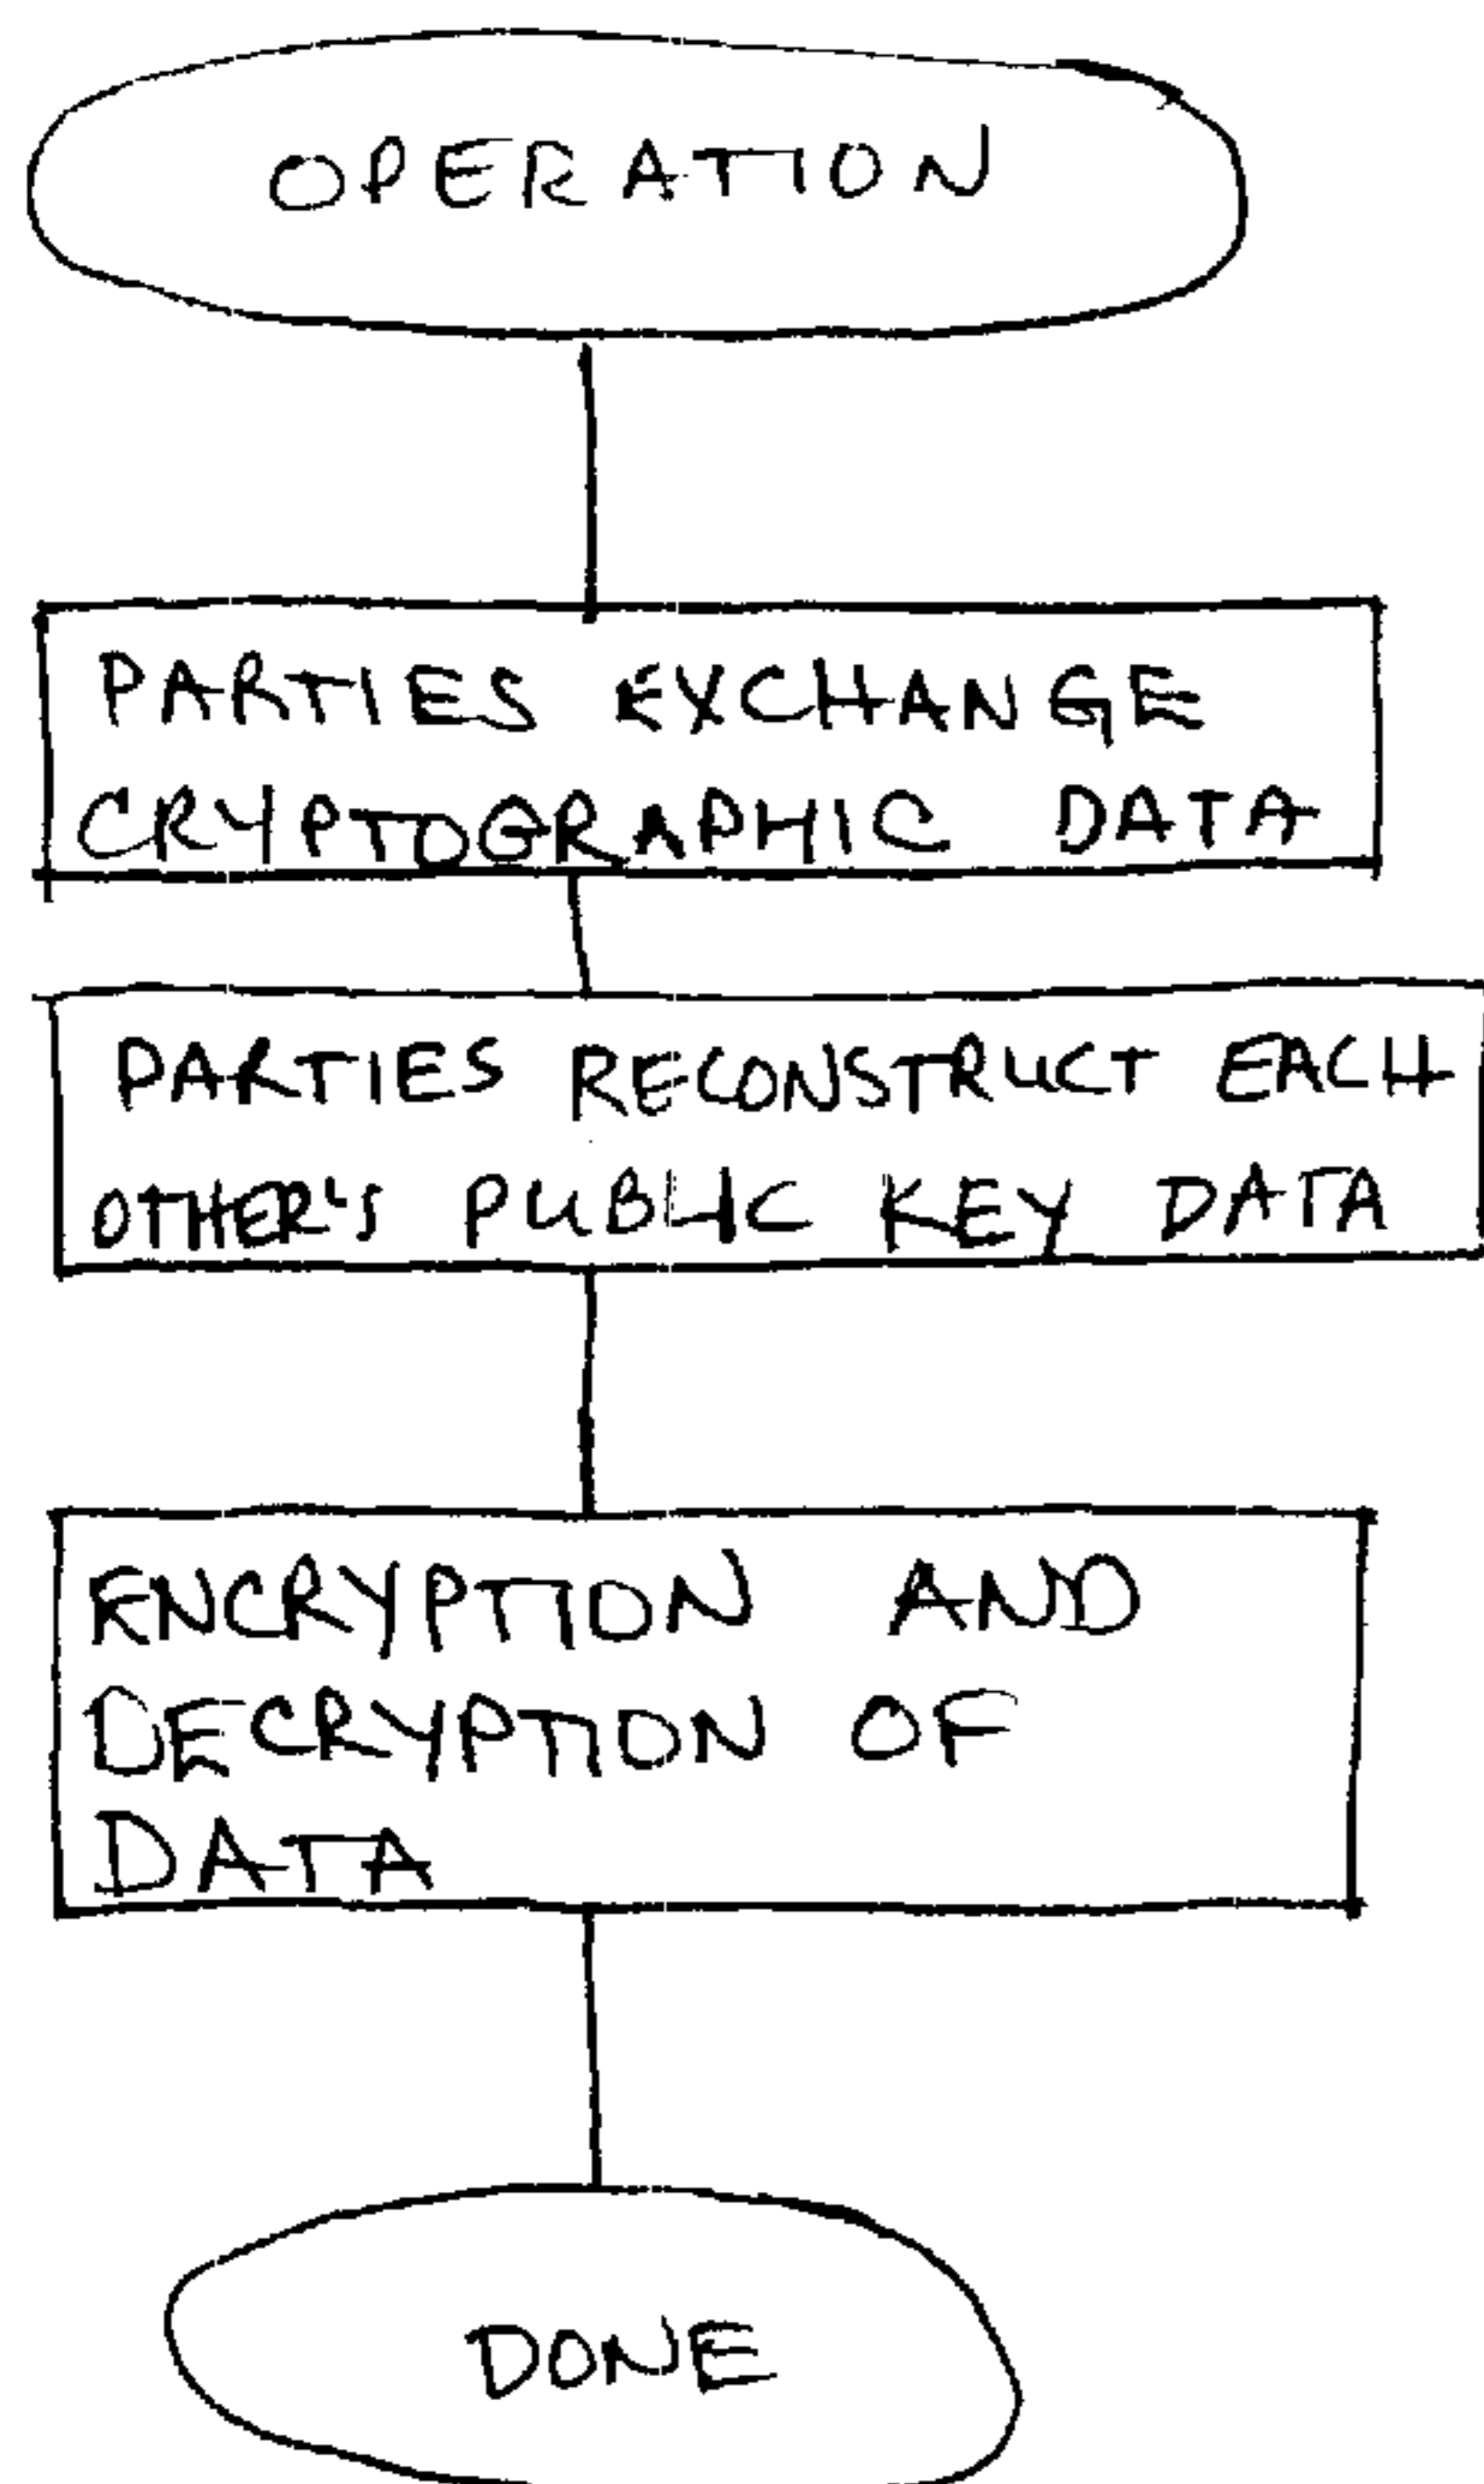 OPERATION
PARTIES EXCHANGE
CRYPTOGRAPHIC DATA
PARTIES RECONSTRUCT EACH
OTHER'S PUBLIC KEY DATA
ENCRYPTION AND
DECRYPTION OF
DATA
DONE